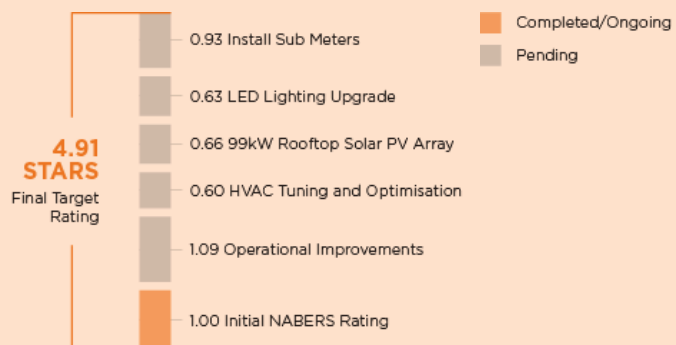 Completed/Ongoing
Pending
0.93 Install Sub Meters
0.63 LED Lighting Upgrade
0.66 99kW Rooftop Solar PV Array
0.60 HVAC Tuning and Optimisation
1.09 Operational Improvements
1.00 Initial NABERS Rating
4.91
STARS
Final Target
Rating